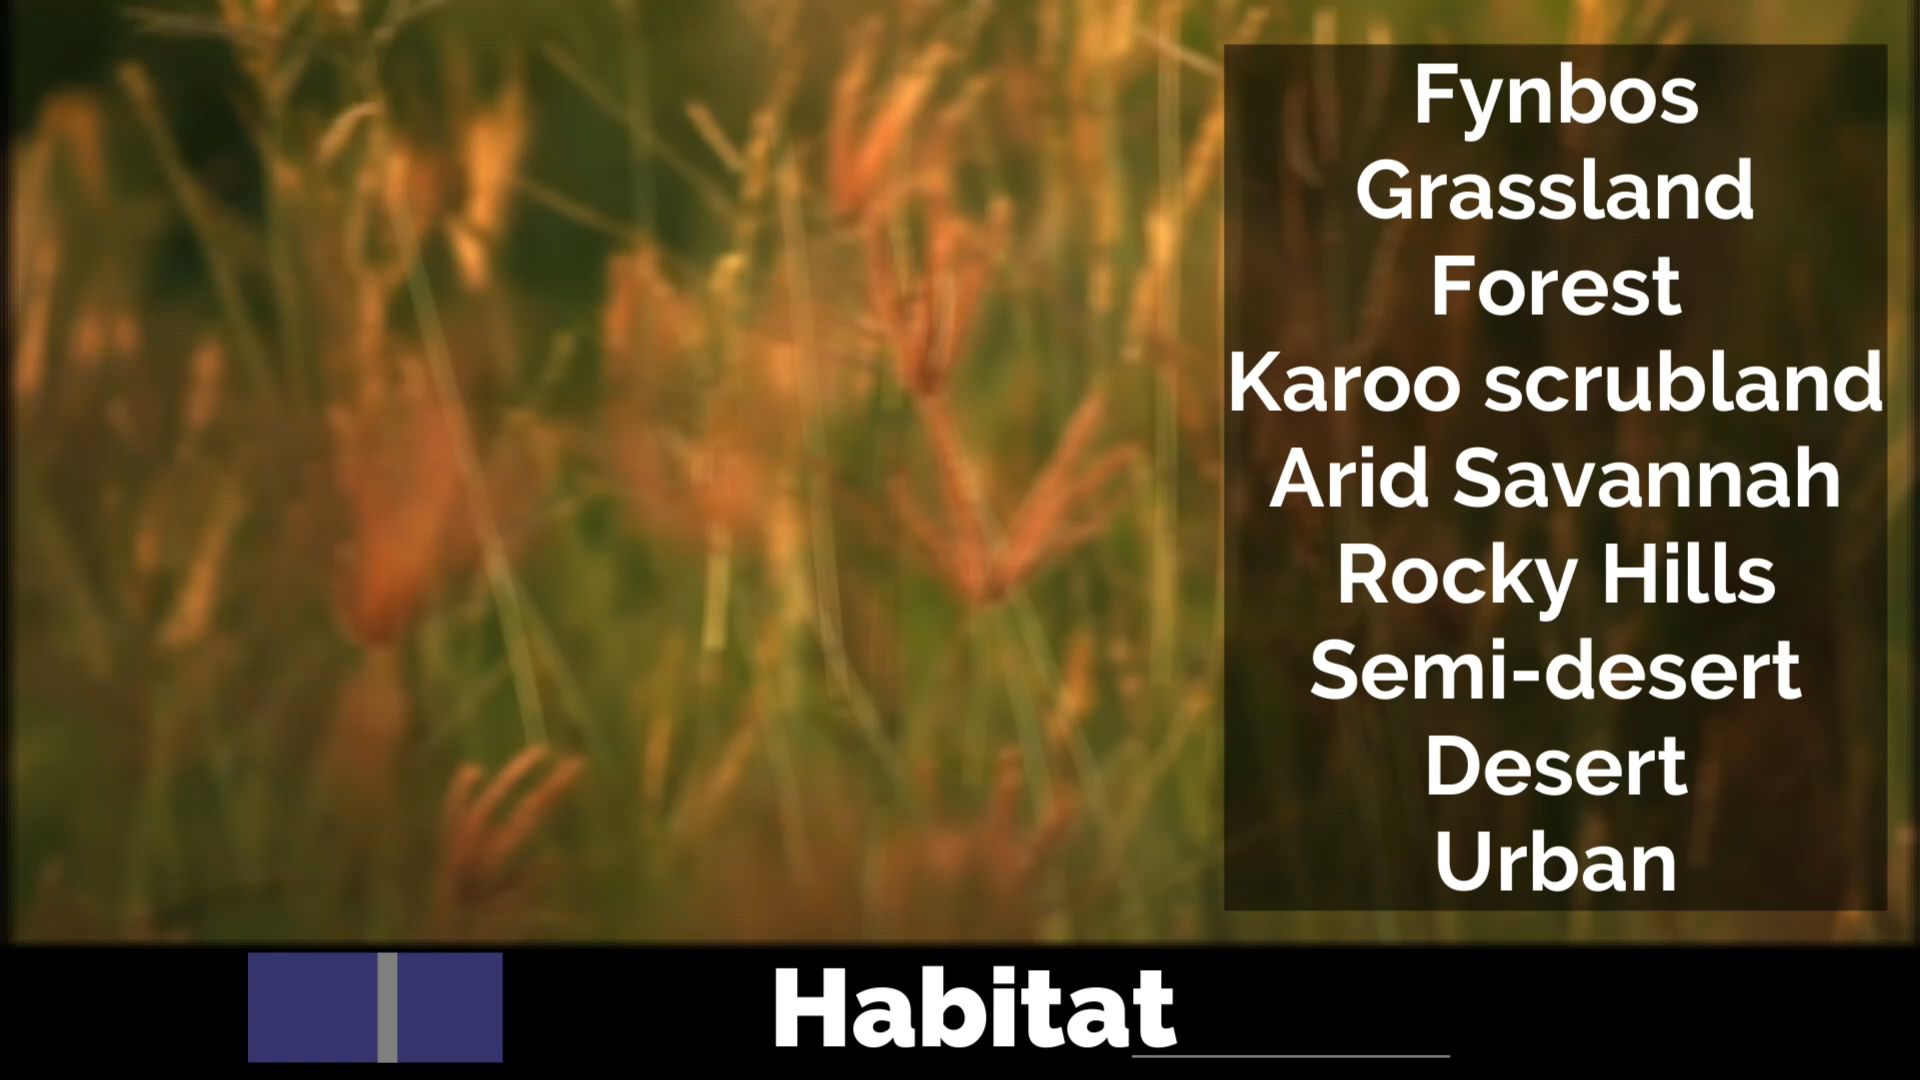 Fynbos
Grassland
Forest
Karoo scrubland
Arid Savannah
Rocky Hills
Semi-desert
Desert
Urban
Habitat